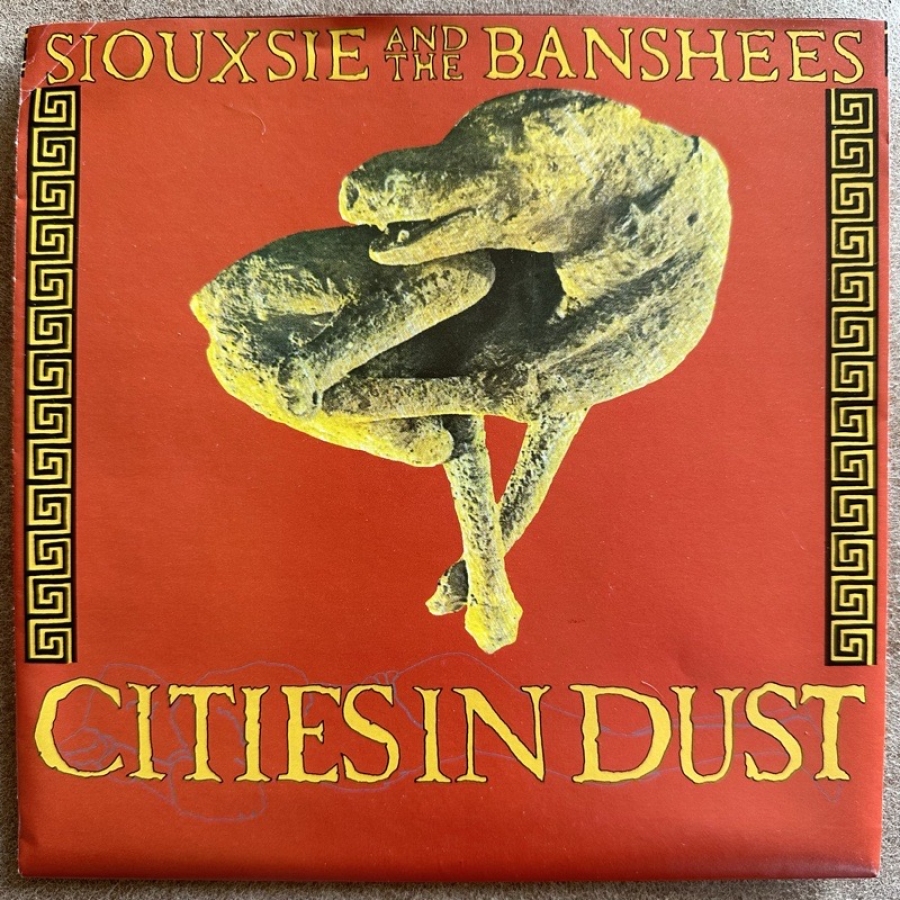 SIOUXSIE AND THE BANSHEES
CITIES IN DUST